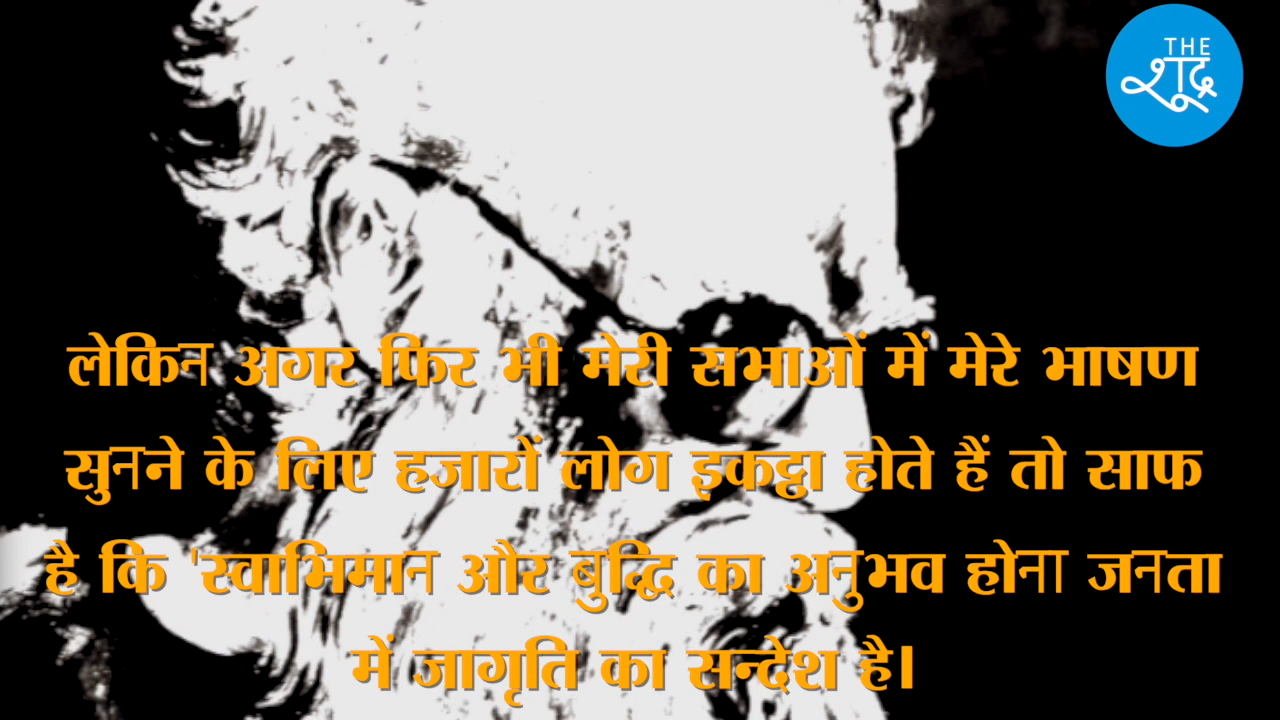 THE
शूद्र
लेकिन अगर फिर भी मेरी सभाओं में मेरे भाषण
सुनने के लिए हजारों लोग इकट्ठा होते हैं तो साफ
है कि 'स्वाभिमान और बुद्धि का अनुभव होना जनता
में जागृति का सन्देश है।